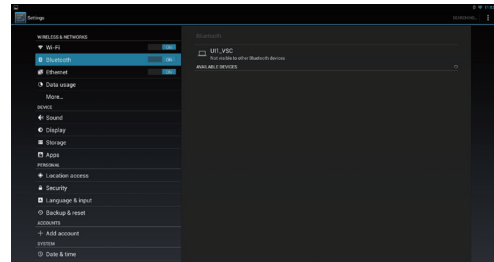 Settings
WIRELESS & NETWORKS
Wi-Fi ON
Bluetooth ON
Ethernet ON
Data usage
More...
DEVICE
Sound
Display
Storage
Apps
PERSONAL
Location access
Security
Language & input
Backup & reset
ACCOUNTS
Add account
SYSTEM
Date & time
Bluetooth
UI1_VSC
Not visible to other Bluetooth devices
AVAILABLE DEVICES